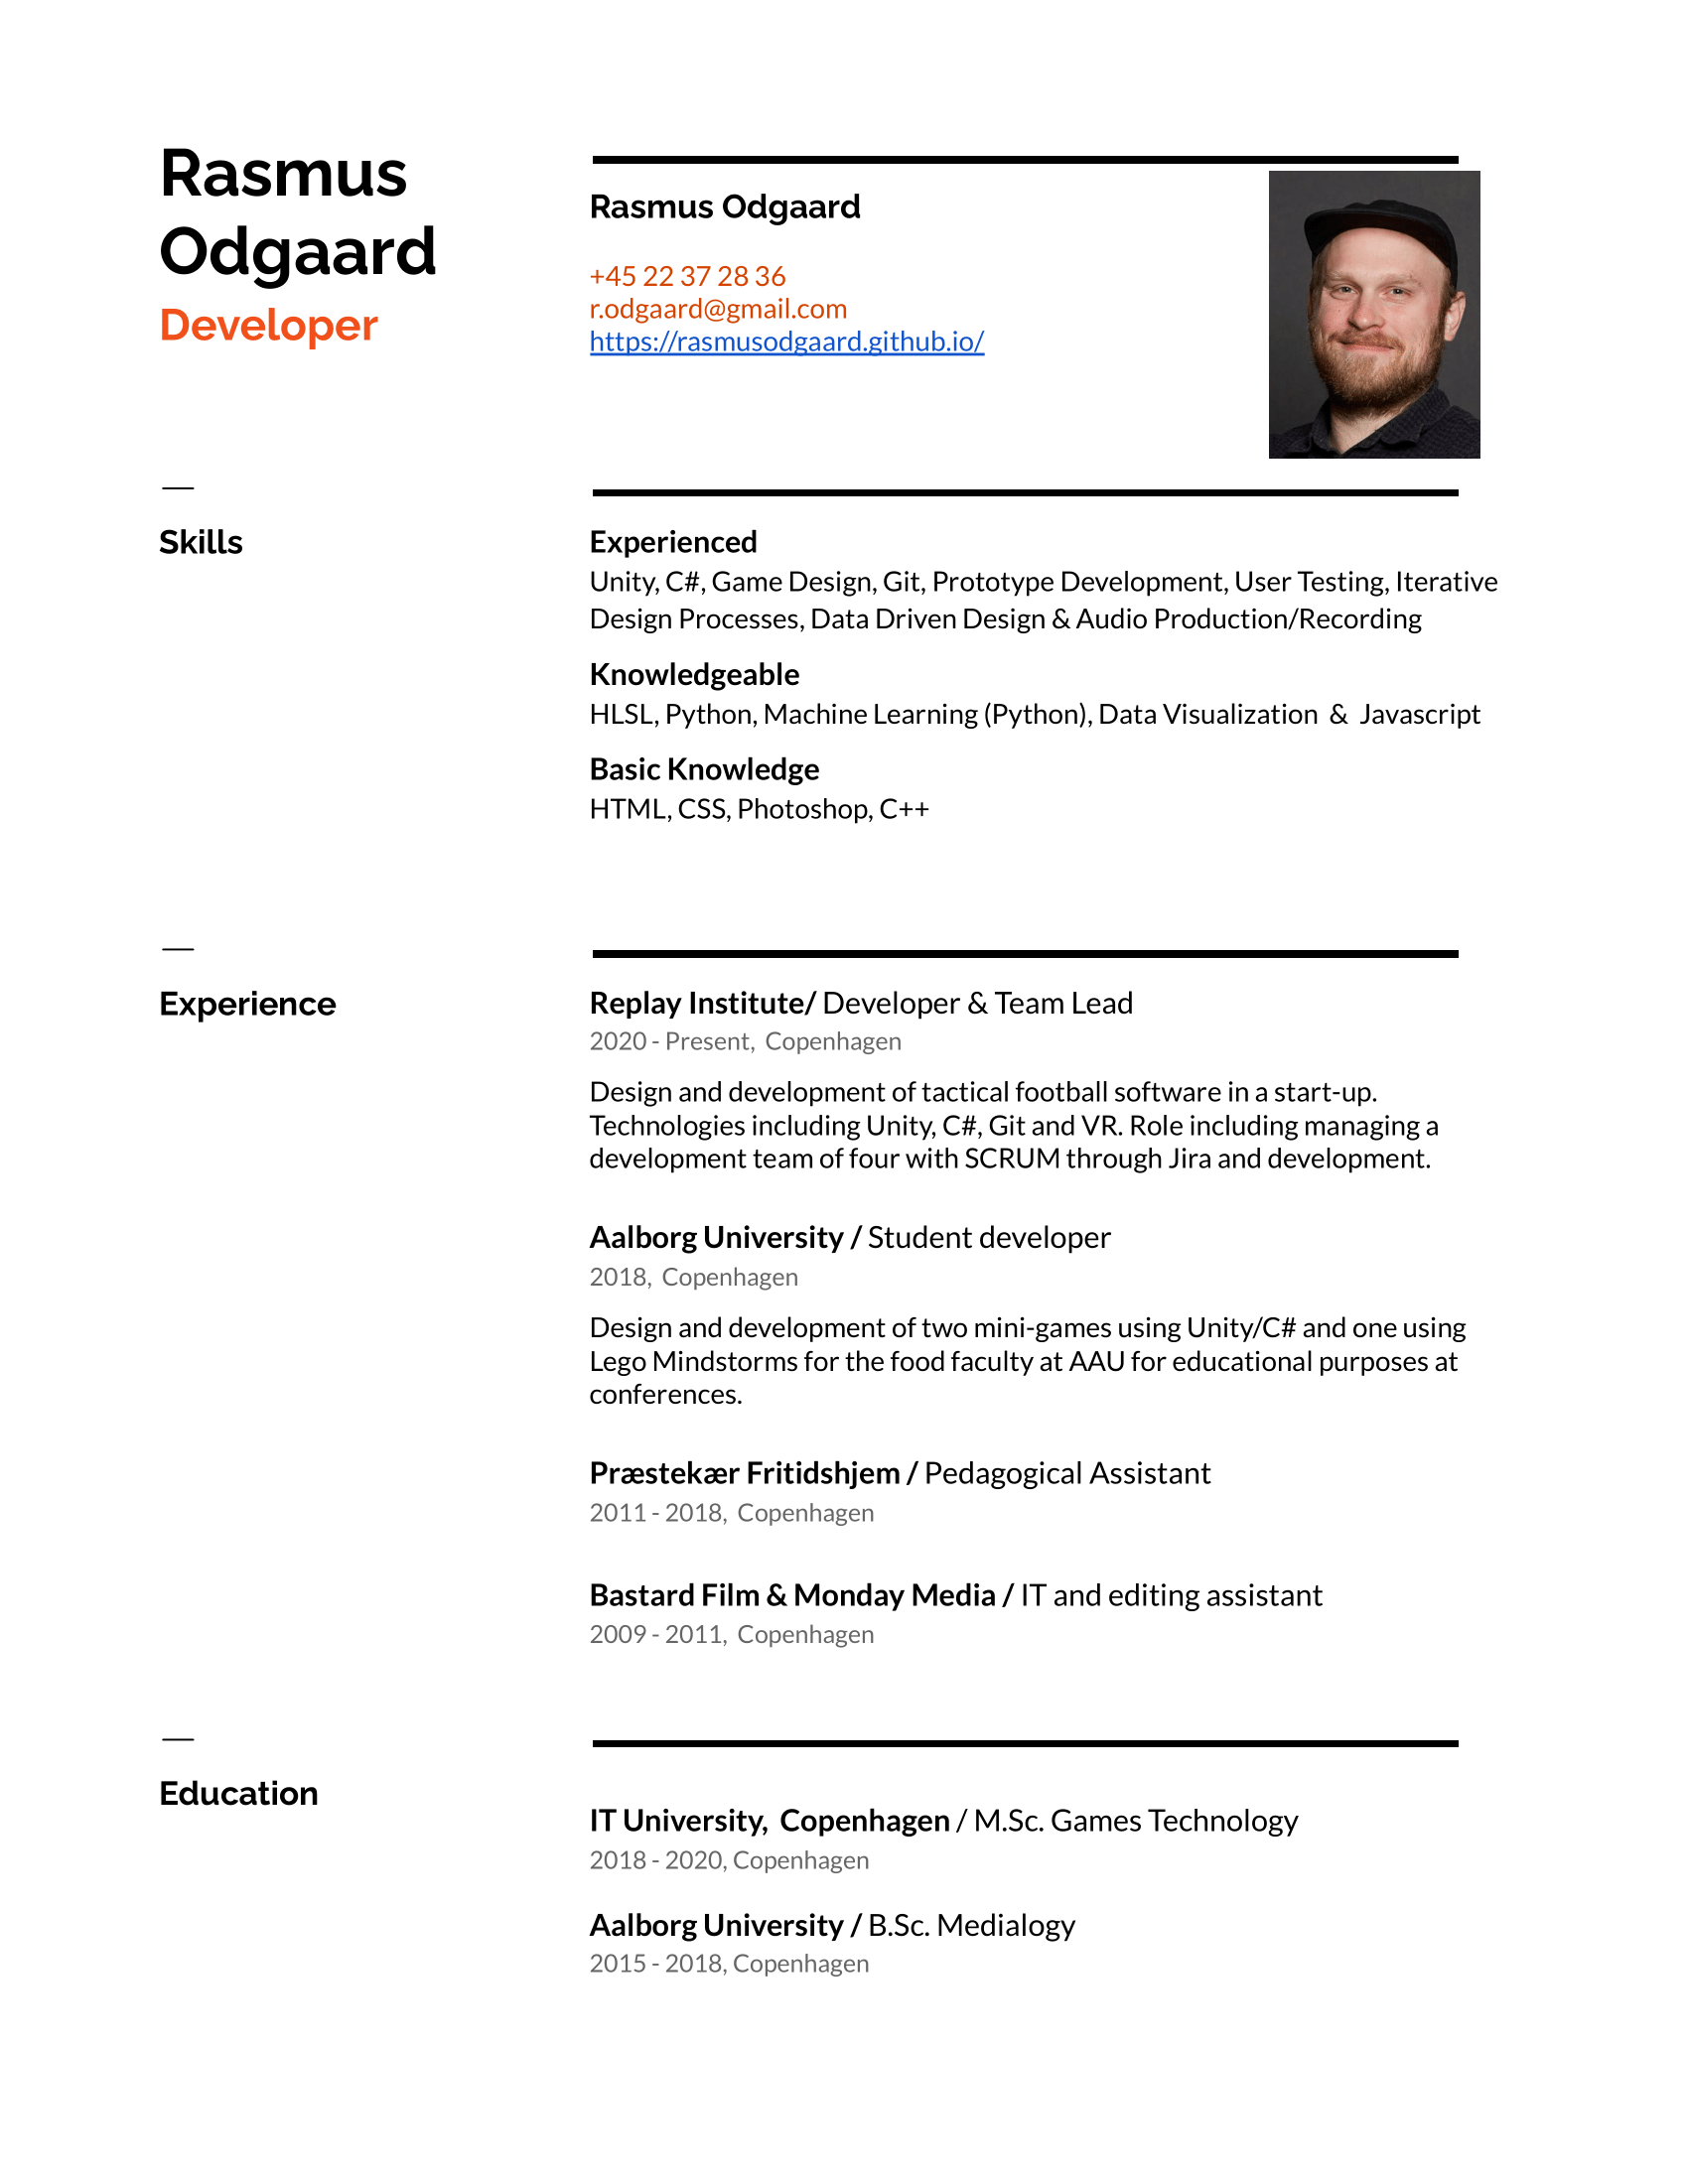 Rasmus
Odgaard
Developer
Rasmus Odgaard
+45 22 37 28 36
r.odgaard@gmail.com
https://rasmusodgaard.github.io/
—
Skills
Experienced
Unity, C#, Game Design, Git, Prototype Development, User Testing, Iterative
Design Processes, Data Driven Design & Audio Production/Recording
Knowledgeable
HLSL, Python, Machine Learning (Python), Data Visualization & Javascript
Basic Knowledge
HTML, CSS, Photoshop, C++
—
Experience
Replay Institute/ Developer & Team Lead
2020 - Present, Copenhagen
Design and development of tactical football software in a start-up.
Technologies including Unity, C#, Git and VR. Role including managing a
development team of four with SCRUM through Jira and development.
Aalborg University / Student developer
2018, Copenhagen
Design and development of two mini-games using Unity/C# and one using
Lego Mindstorms for the food faculty at AAU for educational purposes at
conferences.
Præstekær Fritidshjem / Pedagogical Assistant
2011 - 2018, Copenhagen
Bastard Film & Monday Media / IT and editing assistant
2009 - 2011, Copenhagen
—
Education
IT University, Copenhagen / M.Sc. Games Technology
2018 - 2020, Copenhagen
Aalborg University / B.Sc. Medialogy
2015 - 2018, Copenhagen